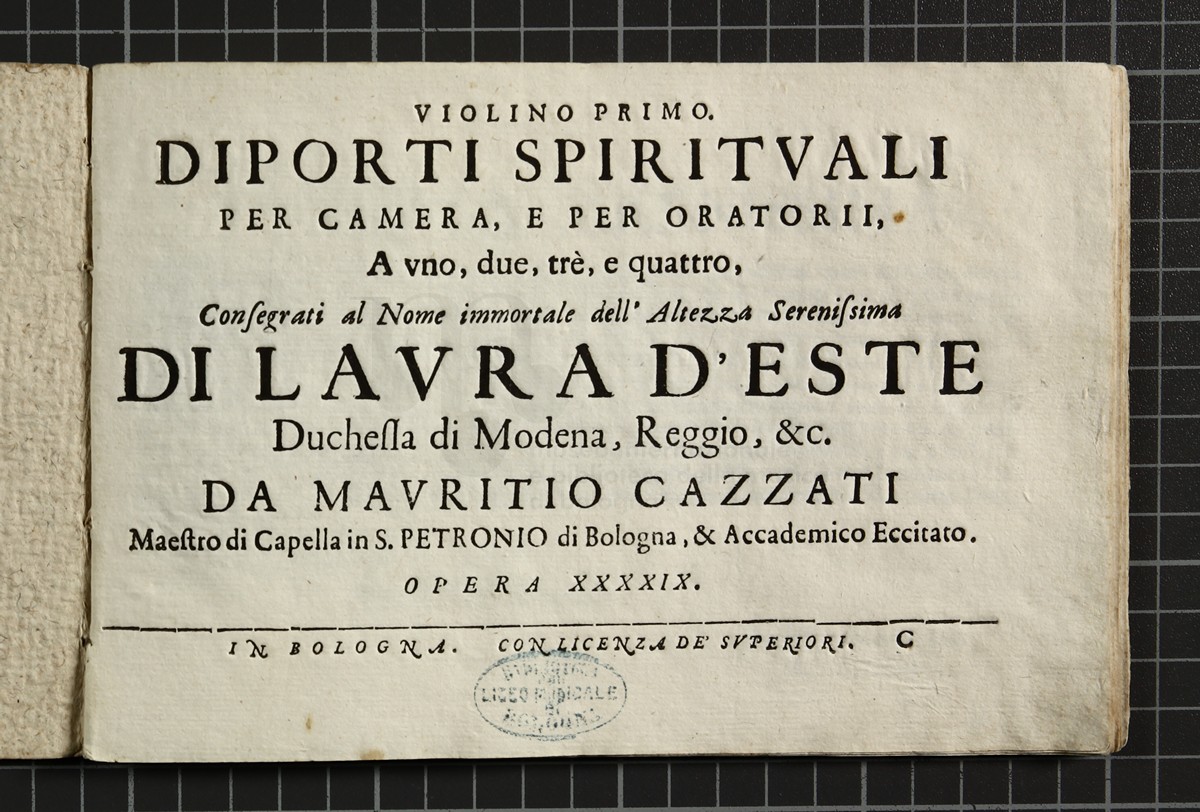 VIOLINO PRIMO.
DIPORTI SPIRITVALI
PER CAMERA, E PER ORATORII,
A vno, due, trè, e quattro,
Conſegrati al Nome immortale dell' Altezza Sereniſsima
DI LAVRA D'ESTE
Ducheſſa di Modena, Reggio, &c.
DA MAVRITIO CAZZATI
Maeſtro di Capella in S. PETRONIO di Bologna, & Accademico Eccitato.
OPERA XXXXIX.
IN BOLOGNA. CON LICENZA DE' SVPERIORI. C
LICEO MUSICALE